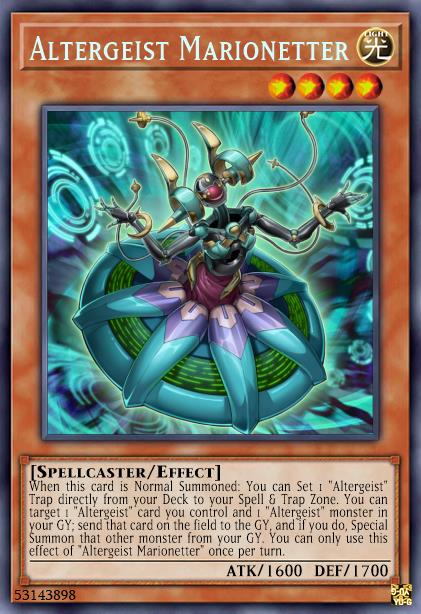 ALTERGEIST MARIONETTER
LIGHT
光
[SPELLCASTER/EFFECT]
When this card is Normal Summoned: You can Set 1 "Altergeist"
Trap directly from your Deck to your Spell & Trap Zone. You can
target 1 "Altergeist" card you control and 1 "Altergeist" monster in
your GY; send that card on the field to the GY, and if you do, Special
Summon that other monster from your GY. You can only use this
effect of "Altergeist Marionetter" once per turn.
ATK/1600 DEF/1700
53143898